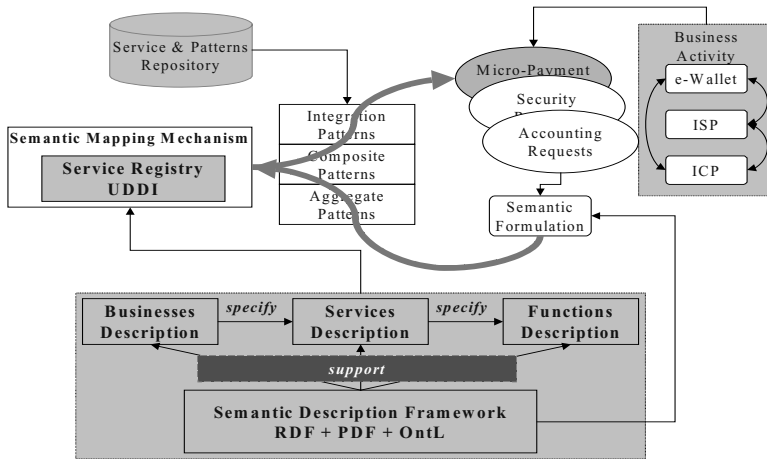 Service & Patterns
Repository
Business
Activity
e-Wallet
ISP
ICP
Micro-Payment
Security
Accounting
Requests
Integration
Patterns
Composite
Patterns
Aggregate
Patterns
Semantic Mapping Mechanism
Service Registry
UDDI
Semantic
Formulation
Businesses
Description
specify
Services
Description
specify
Functions
Description
support
Semantic Description Framework
RDF + PDF + OntL